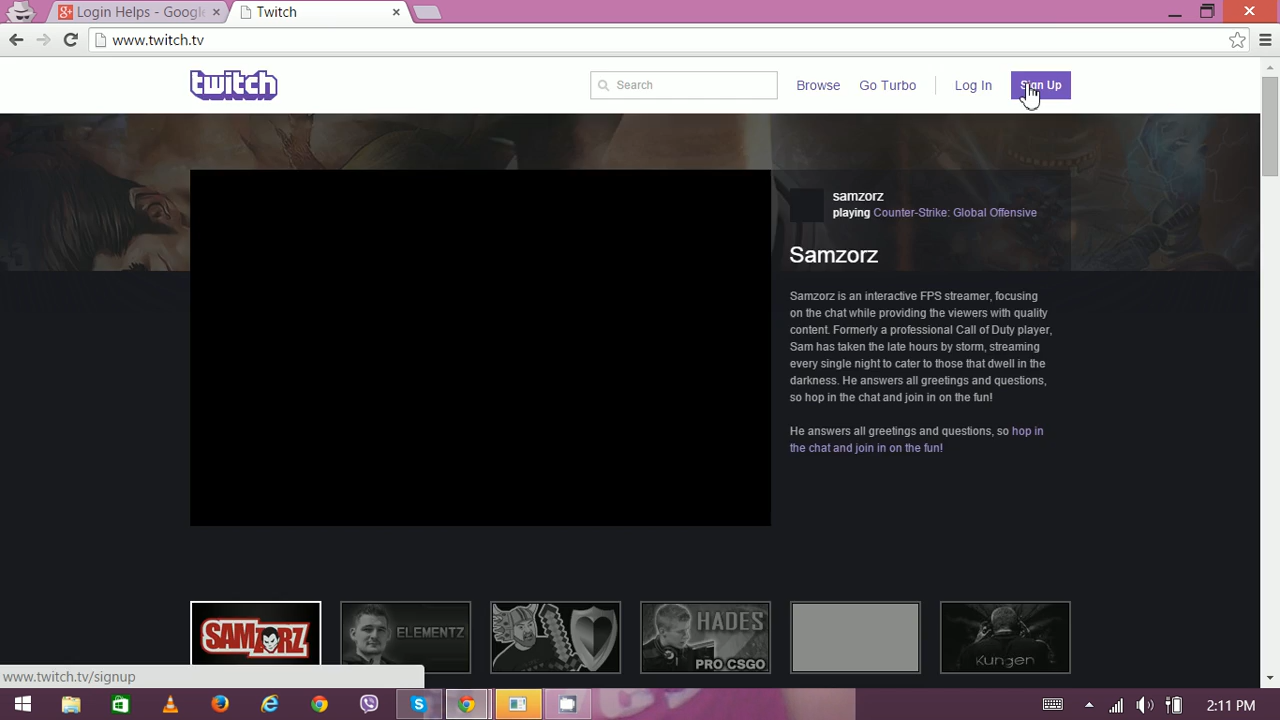 Login Helps - Google
Twitch
www.twitch.tv
twitch
Search
Browse
Go Turbo
Log In
Sign Up
samzorz
playing Counter-Strike: Global Offensive
Samzorz
Samzorz is an interactive FPS streamer, focusing
on the chat while providing the viewers with quality
content. Formerly a professional Call of Duty player,
Sam has taken the late hours by storm, streaming
every single night to cater to those that dwell in the
darkness. He answers all greetings and questions,
so hop in the chat and join in on the fun!
He answers all greetings and questions, so hop in
the chat and join in on the fun!
SAMZORZ
ELEMENTZ
HADES
PRO CSGO
Kungen
www.twitch.tv/signup
2:11 PM